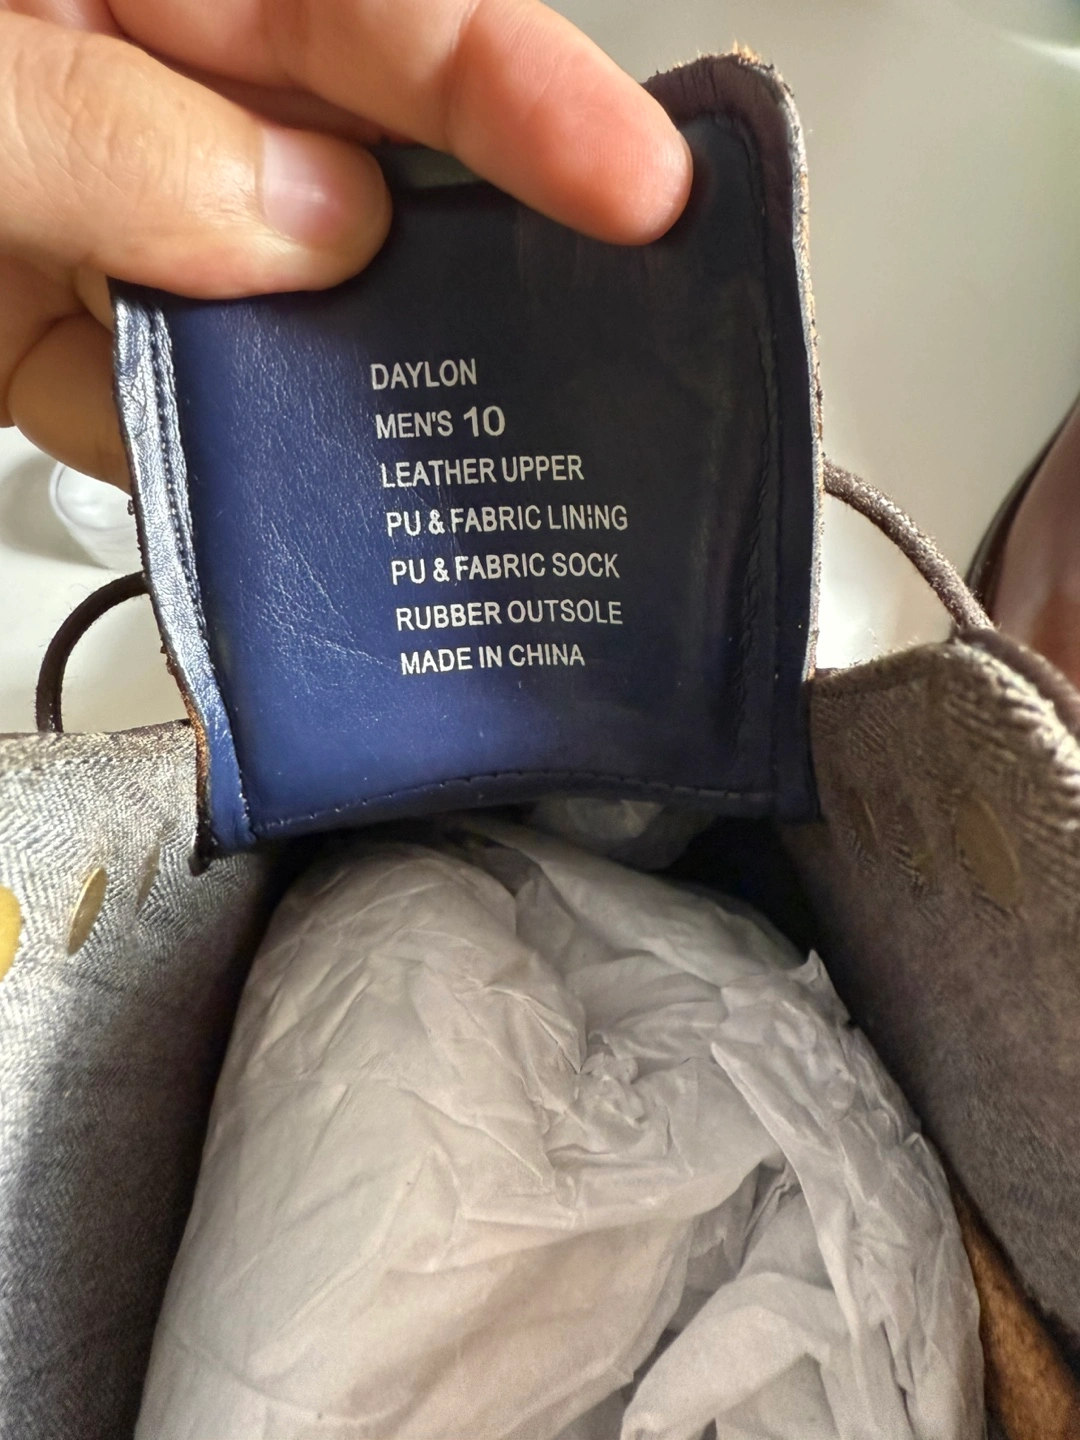 DAYLON
MEN'S 10
LEATHER UPPER
PU & FABRIC LINING
PU & FABRIC SOCK
RUBBER OUTSOLE
MADE IN CHINA